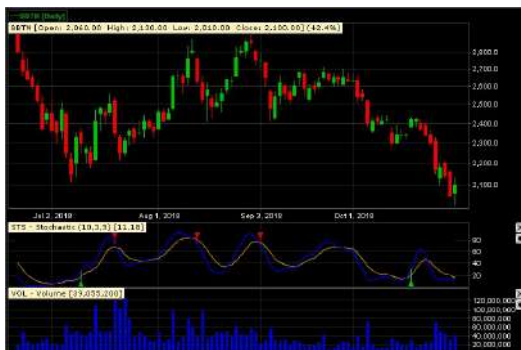 BBTN (Daily)
BBTN [Open: 2,060.00 High: 2,130.00 Low: 2,010.00 Close: 2,100.00] (42.4%)
2,800.0
2,700.0
2,600.0
2,500.0
2,400.0
2,300.0
2,200.0
2,100.0
Jul 2, 2018
Aug 1, 2018
Sep 3, 2018
Oct 1, 2018
STS - Stochastic (10,3,3) [11.18]
80
60
40
20
VOL - Volume [39,855,200]
120,000,000
100,000,000
80,000,000
60,000,000
40,000,000
20,000,000